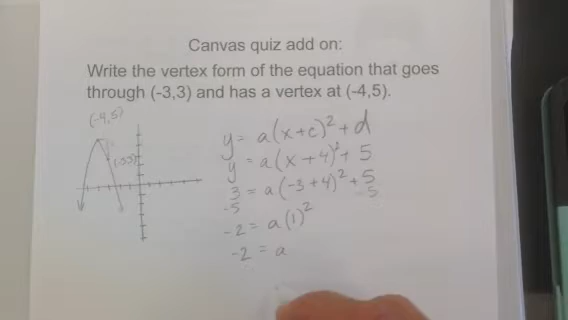 Canvas quiz add on:
Write the vertex form of the equation that goes
through (-3,3) and has a vertex at (-4,5).
(-4,5)
(-3,3)
y = a(x+c)² + d
y = a(x+4)² + 5
3 = a(-3+4)² + 5
-5 -5
-2 = a(1)²
-2 = a